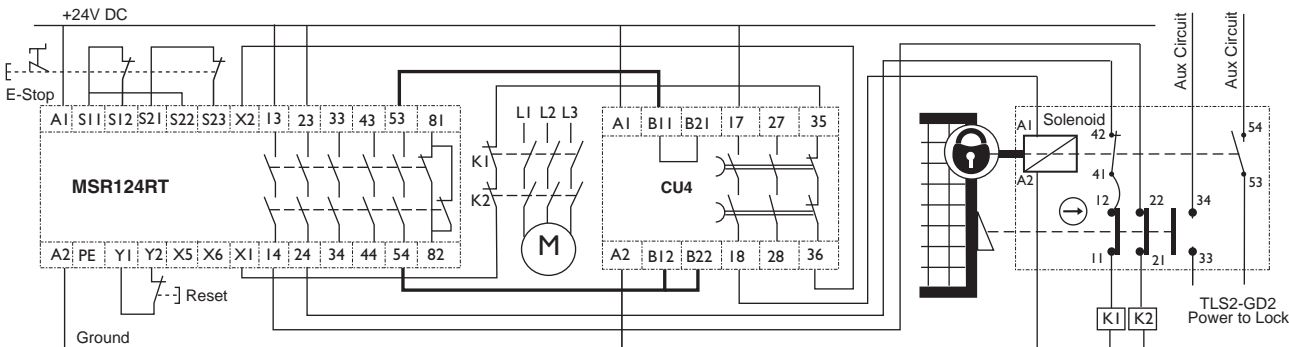 +24V DC
Aux Circuit
Aux Circuit
E-Stop
A1 S11 S12 S21 S22 S23 X2 13 23 33 43 53 81
MSR124RT
A2 PE Y1 Y2 X5 X6 X1 14 24 34 44 54 82
Reset
Ground
L1 L2 L3
K1
K2
M
A1 B11 B21 17 27 35
CU4
A2 B12 B22 18 28 36
Solenoid
A1
A2
42
41
54
53
12 22 34
11 21 33
K1 K2
TLS2-GD2
Power to Lock